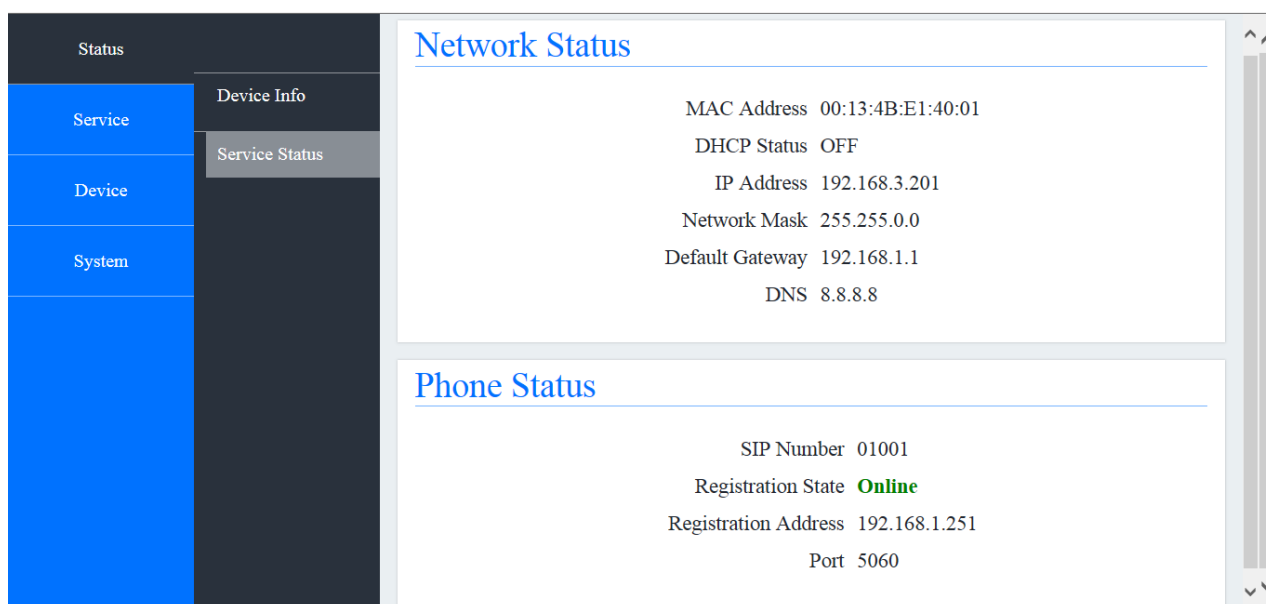 Status
Service
Device
System
Device Info
Service Status
Network Status
MAC Address 00:13:4B:E1:40:01
DHCP Status OFF
IP Address 192.168.3.201
Network Mask 255.255.0.0
Default Gateway 192.168.1.1
DNS 8.8.8.8
Phone Status
SIP Number 01001
Registration State Online
Registration Address 192.168.1.251
Port 5060